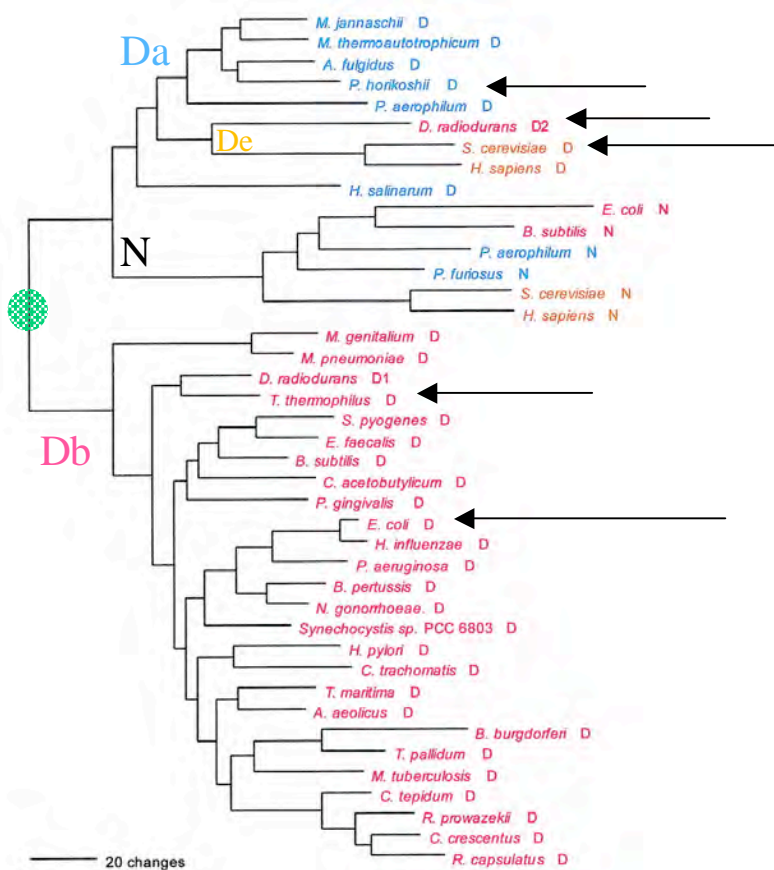 M. jannaschii D
Da
M. thermoautotrophicum D
A. fulgidus D
P. horikoshii D
P. aerophilum D
D. radiodurans D2
De
S. cerevisiae D
H. sapiens D
H. salinarum D
E. coli N
B. subtilis N
N
P. aerophilum N
P. furiosus N
S. cerevisiae N
H. sapiens N
M. genitalium D
M. pneumoniae D
D. radiodurans D1
T. thermophilus D
S. pyogenes D
Db
E. faecalis D
B. subtilis D
C. acetobutylicum D
P. gingivalis D
E. coli D
H. influenzae D
P. aeruginosa D
B. pertussis D
N. gonorrhoeae. D
Synechocystis sp. PCC 6803 D
H. pylori D
C. trachomatis D
T. maritima D
A. aeolicus D
B. burgdorferi D
T. pallidum D
M. tuberculosis D
C. tepidum D
R. prowazekii D
C. crescentus D
R. capsulatus D
20 changes